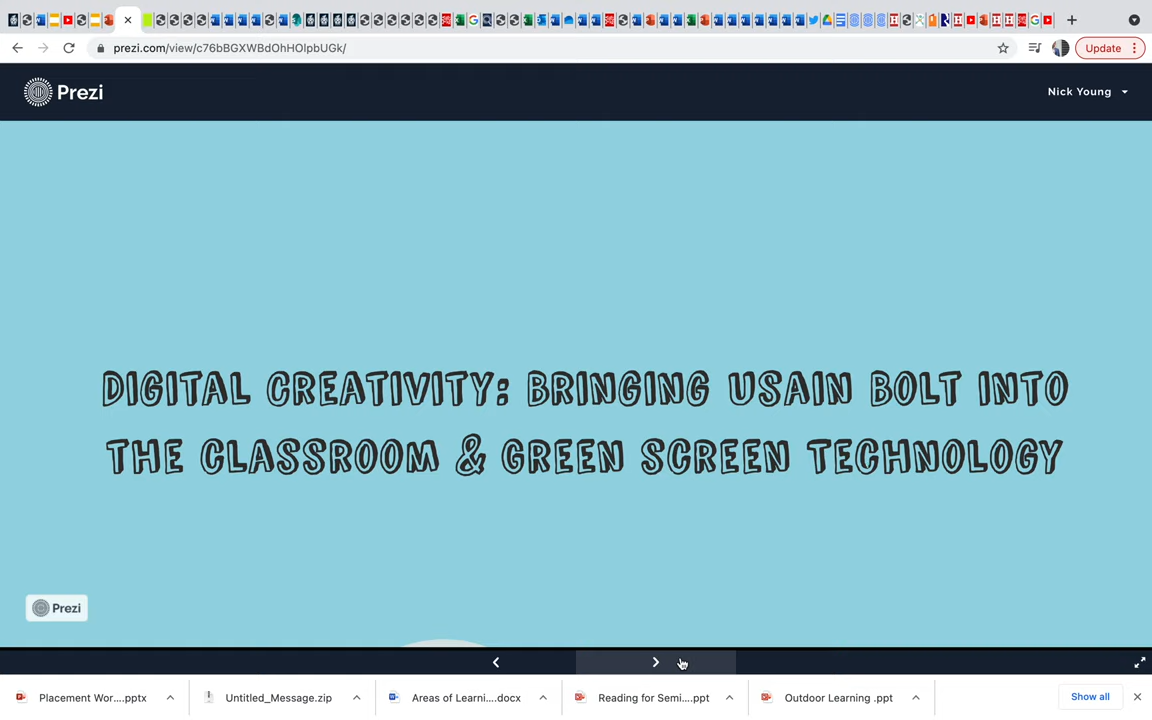 prezi.com/view/c76bBGXWBdOhHOlpbUGk/
Update
Prezi
Nick Young
DIGITAL CREATIVITY: BRINGING USAIN BOLT INTO
THE CLASSROOM & GREEN SCREEN TECHNOLOGY
Prezi
Placement Wor....pptx
Untitled_Message.zip
Areas of Learni....docx
Reading for Semi....ppt
Outdoor Learning .ppt
Show all